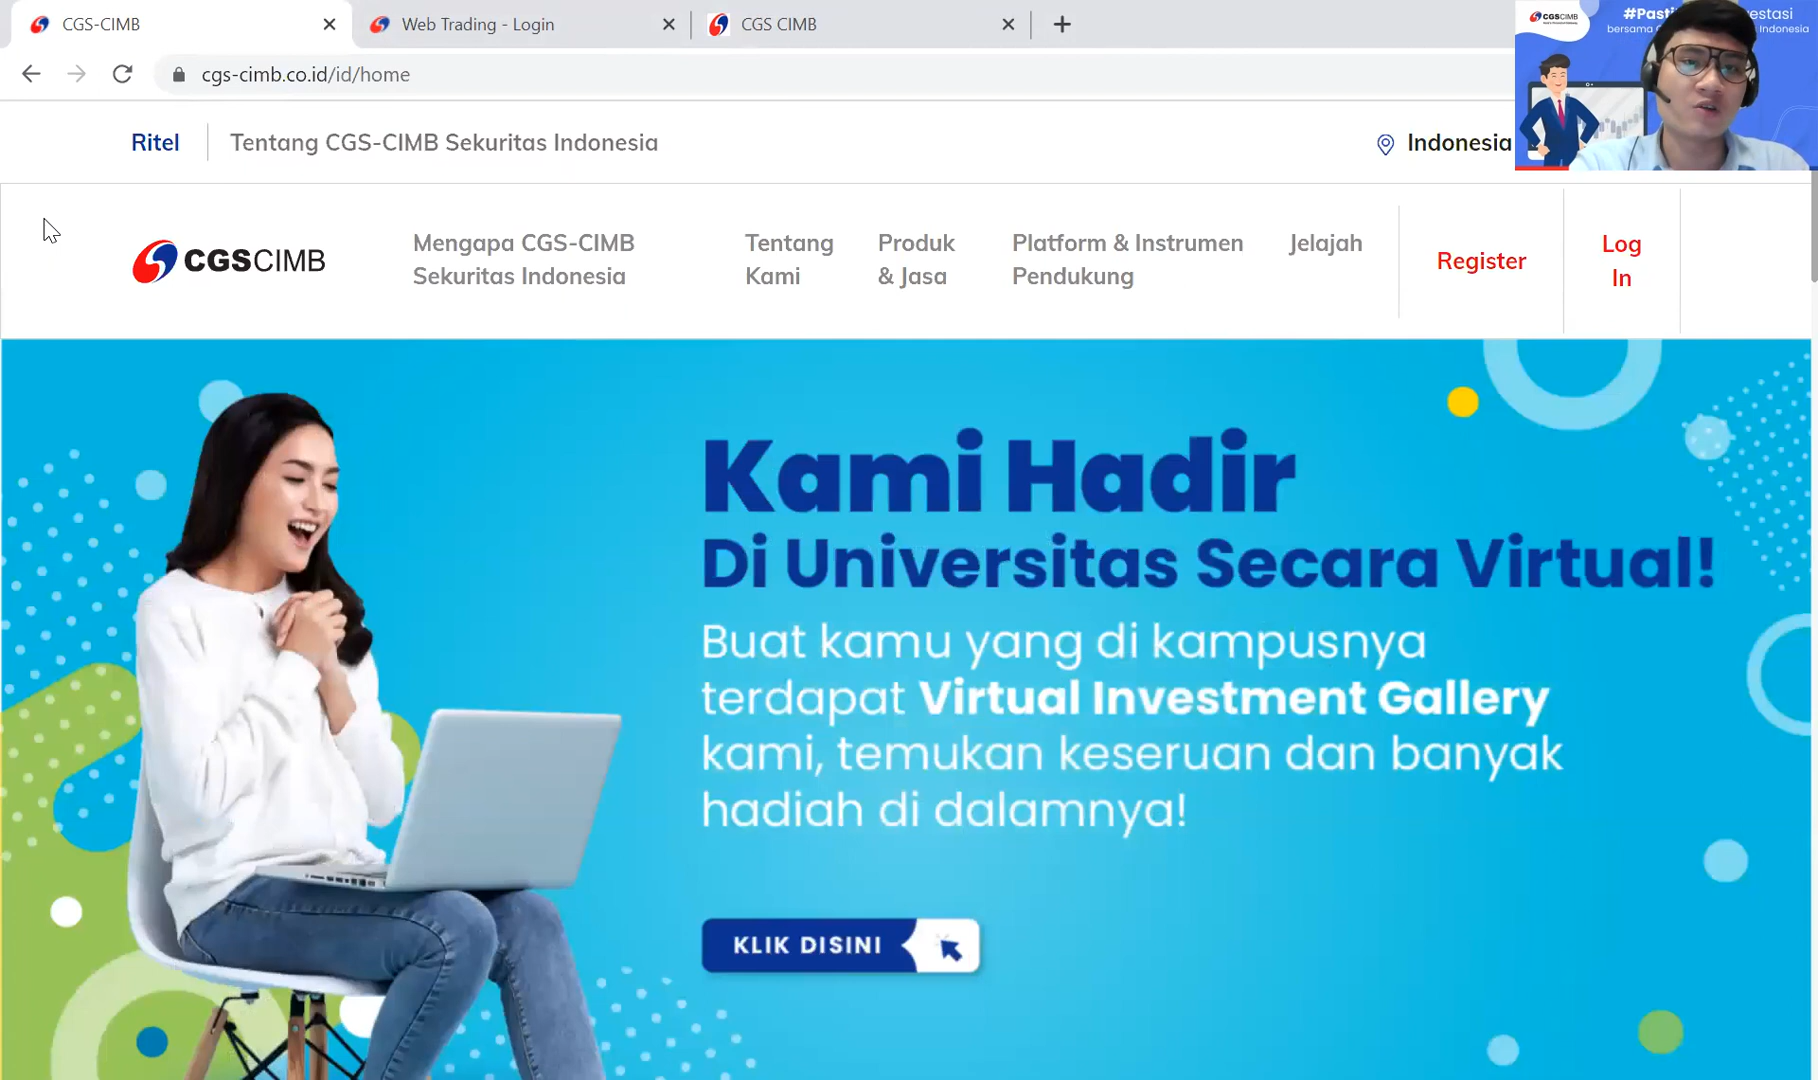 CGS-CIMB
Web Trading - Login
CGS CIMB
cgs-cimb.co.id/id/home
CGSCIMB
bersama
Indonesia
Ritel
Tentang CGS-CIMB Sekuritas Indonesia
Indonesia
CGSCIMB
Mengapa CGS-CIMB
Sekuritas Indonesia
Tentang
Kami
Produk
& Jasa
Platform & Instrumen
Pendukung
Jelajah
Register
Log
In
Kami Hadir
Di Universitas Secara Virtual!
Buat kamu yang di kampusnya
terdapat Virtual Investment Gallery
kami, temukan keseruan dan banyak
hadiah di dalamnya!
KLIK DISINI